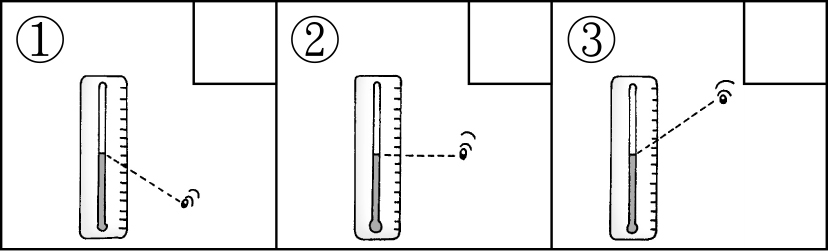 ① ② ③